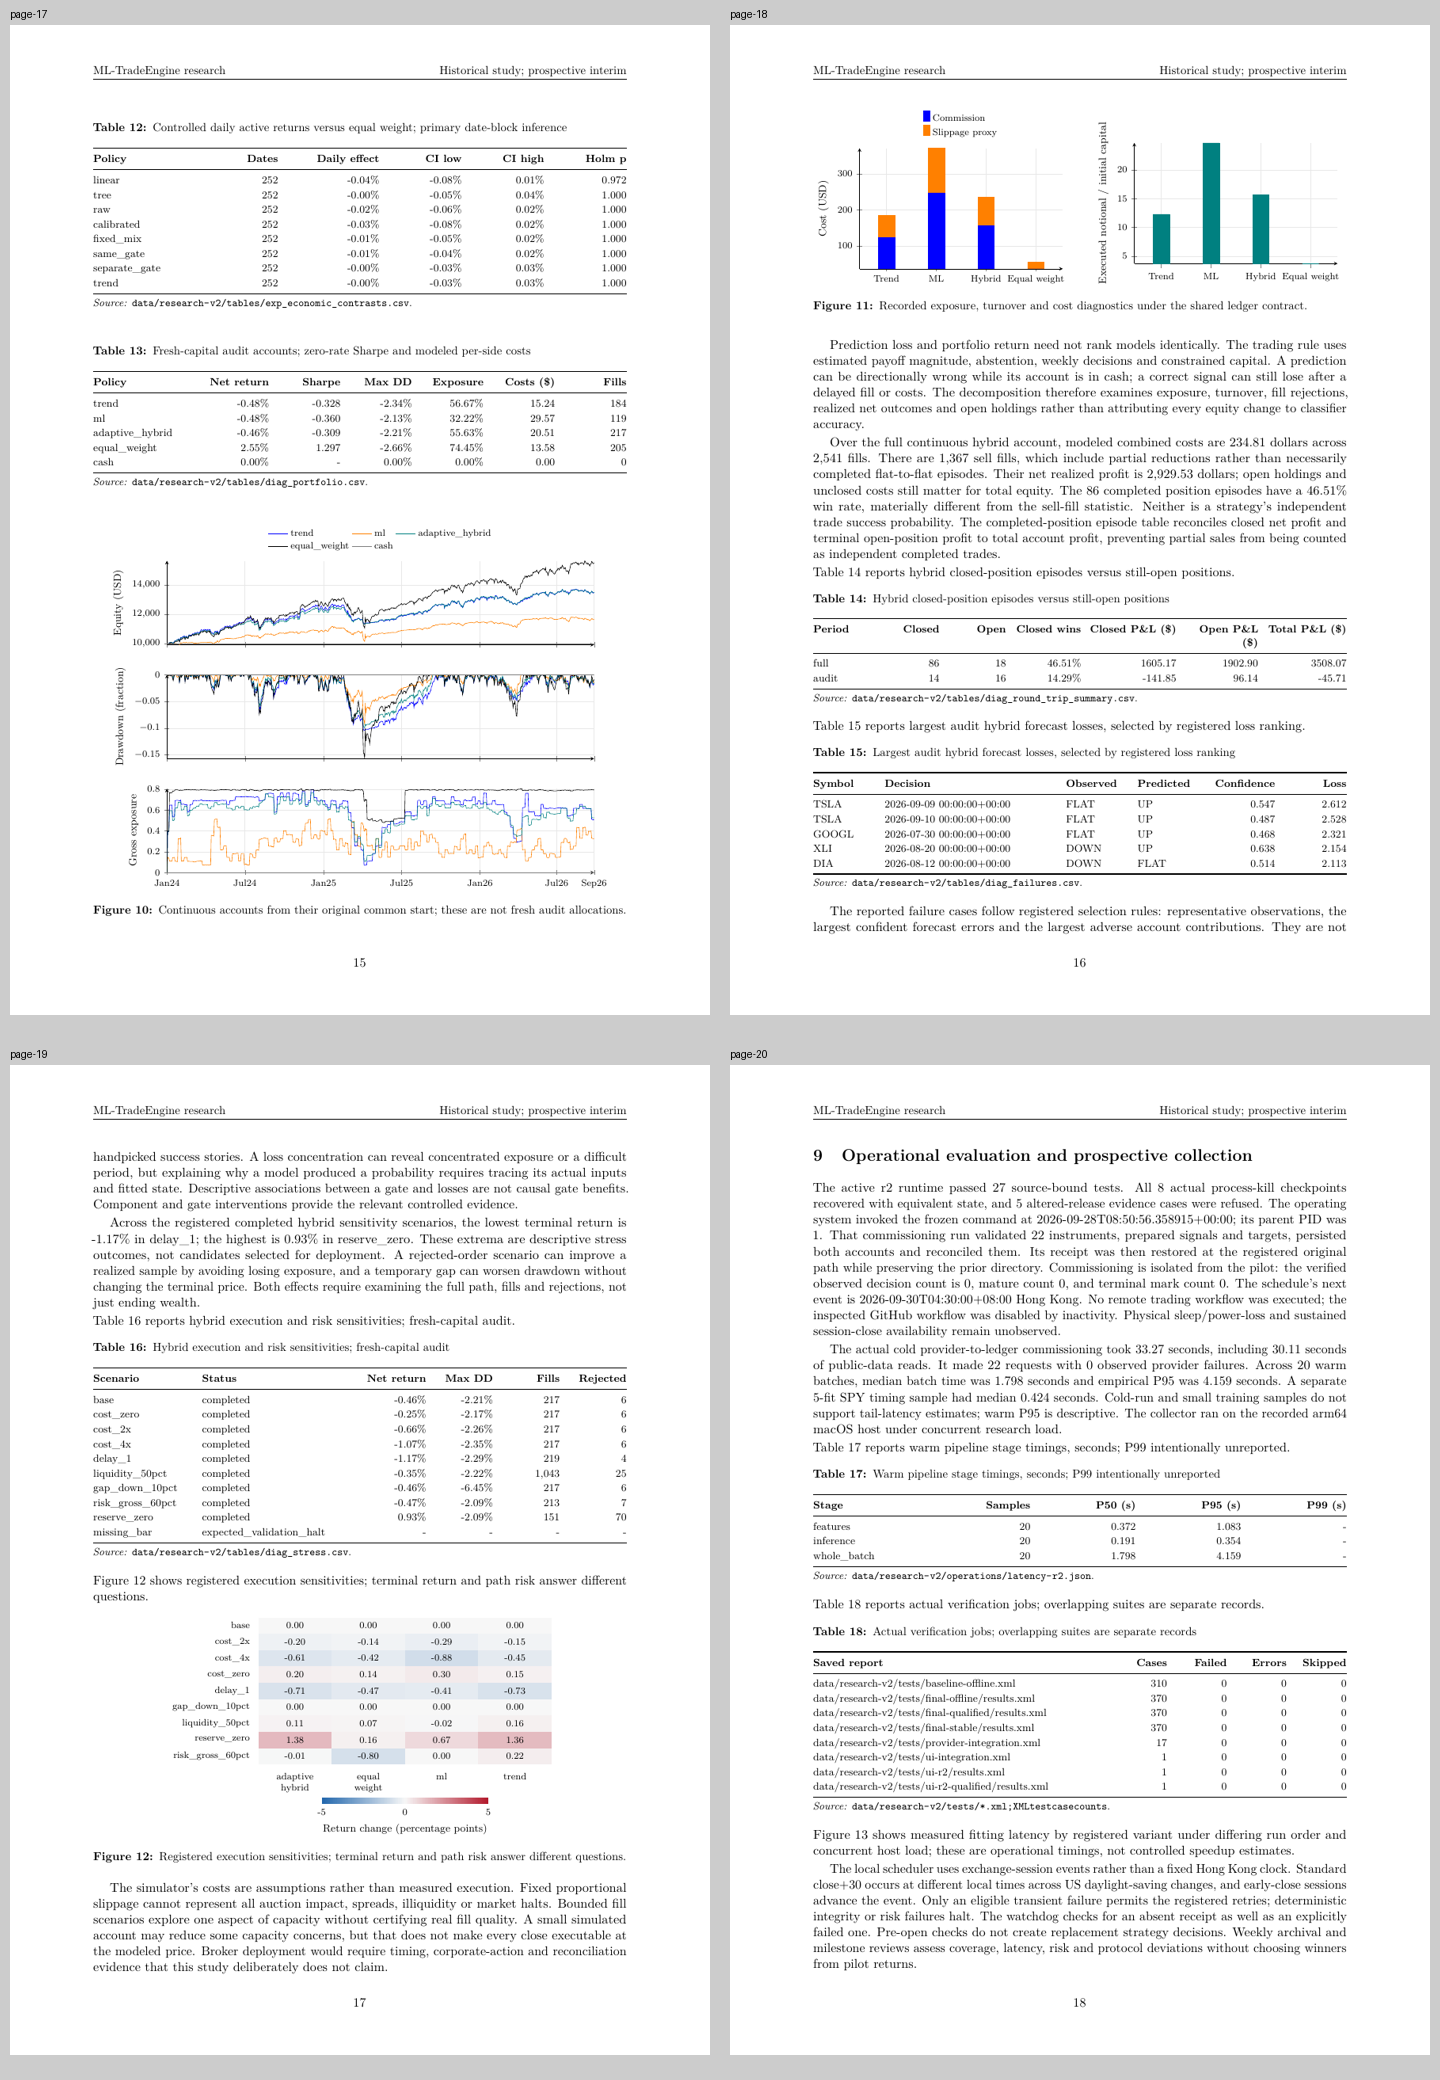 page-17
ML-TradeEngine research Historical study; prospective interim
Table 12: Controlled daily active returns versus equal weight; primary date-block inference
Policy Dates Daily effect CI low CI high Holm p
linear 252 -0.04% -0.08% 0.01% 0.972
tree 252 -0.00% -0.05% 0.04% 1.000
raw 252 -0.02% -0.06% 0.02% 1.000
calibrated 252 -0.03% -0.08% 0.02% 1.000
fixed_mix 252 -0.01% -0.05% 0.02% 1.000
same_gate 252 -0.01% -0.04% 0.02% 1.000
separate_gate 252 -0.00% -0.03% 0.03% 1.000
trend 252 -0.00% -0.03% 0.03% 1.000
Source: data/research-v2/tables/exp_economic_contrasts.csv.
Table 13: Fresh-capital audit accounts; zero-rate Sharpe and modeled per-side costs
Policy Net return Sharpe Max DD Exposure Costs ($) Fills
trend -0.48% -0.328 -2.34% 56.67% 15.24 184
ml -0.48% -0.360 -2.13% 32.22% 29.57 119
adaptive_hybrid -0.46% -0.309 -2.21% 55.63% 20.51 217
equal_weight 2.55% 1.297 -2.66% 74.45% 13.58 205
cash 0.00% - 0.00% 0.00% 0.00 0
Source: data/research-v2/tables/diag_portfolio.csv.
trend ml adaptive_hybrid
equal_weight cash
Equity (USD)
14,000
12,000
10,000
Drawdown (fraction)
0
−0.05
−0.1
−0.15
Gross exposure
0.8
0.6
0.4
0.2
0
Jan24 Jul24 Jan25 Jul25 Jan26 Jul26 Sep26
Figure 10: Continuous accounts from their original common start; these are not fresh audit allocations.
15
page-18
ML-TradeEngine research Historical study; prospective interim
Commission
Slippage proxy
Cost (USD)
300
200
100
Trend ML Hybrid Equal weight
Executed notional / initial capital
20
15
10
5
Trend ML Hybrid Equal weight
Figure 11: Recorded exposure, turnover and cost diagnostics under the shared ledger contract.
Prediction loss and portfolio return need not rank models identically. The trading rule uses
estimated payoff magnitude, abstention, weekly decisions and constrained capital. A prediction
can be directionally wrong while its account is in cash; a correct signal can still lose after a
delayed fill or costs. The decomposition therefore examines exposure, turnover, fill rejections,
realized net outcomes and open holdings rather than attributing every equity change to classifier
accuracy.
Over the full continuous hybrid account, modeled combined costs are 234.81 dollars across
2,541 fills. There are 1,367 sell fills, which include partial reductions rather than necessarily
completed flat-to-flat episodes. Their net realized profit is 2,929.53 dollars; open holdings and
unclosed costs still matter for total equity. The 86 completed position episodes have a 46.51%
win rate, materially different from the sell-fill statistic. Neither is a strategy's independent
trade success probability. The completed-position episode table reconciles closed net profit and
terminal open-position profit to total account profit, preventing partial sales from being counted
as independent completed trades.
Table 14 reports hybrid closed-position episodes versus still-open positions.
Table 14: Hybrid closed-position episodes versus still-open positions
Period Closed Open Closed wins Closed P&L ($) Open P&L ($) Total P&L ($)
full 86 18 46.51% 1605.17 1902.90 3508.07
audit 14 16 14.29% -141.85 96.14 -45.71
Source: data/research-v2/tables/diag_round_trip_summary.csv.
Table 15 reports largest audit hybrid forecast losses, selected by registered loss ranking.
Table 15: Largest audit hybrid forecast losses, selected by registered loss ranking
Symbol Decision Observed Predicted Confidence Loss
TSLA 2026-09-09 00:00:00+00:00 FLAT UP 0.547 2.612
TSLA 2026-09-10 00:00:00+00:00 FLAT UP 0.487 2.528
GOOGL 2026-07-30 00:00:00+00:00 FLAT UP 0.468 2.321
XLI 2026-08-20 00:00:00+00:00 DOWN UP 0.638 2.154
DIA 2026-08-12 00:00:00+00:00 DOWN FLAT 0.514 2.113
Source: data/research-v2/tables/diag_failures.csv.
The reported failure cases follow registered selection rules: representative observations, the
largest confident forecast errors and the largest adverse account contributions. They are not
16
page-19
ML-TradeEngine research Historical study; prospective interim
handpicked success stories. A loss concentration can reveal concentrated exposure or a difficult
period, but explaining why a model produced a probability requires tracing its actual inputs
and fitted state. Descriptive associations between a gate and losses are not causal gate benefits.
Component and gate interventions provide the relevant controlled evidence.
Across the registered completed hybrid sensitivity scenarios, the lowest terminal return is
-1.17% in delay_1; the highest is 0.93% in reserve_zero. These extrema are descriptive stress
outcomes, not candidates selected for deployment. A rejected-order scenario can improve a
realized sample by avoiding losing exposure, and a temporary gap can worsen drawdown without
changing the terminal price. Both effects require examining the full path, fills and rejections, not
just ending wealth.
Table 16 reports hybrid execution and risk sensitivities; fresh-capital audit.
Table 16: Hybrid execution and risk sensitivities; fresh-capital audit
Scenario Status Net return Max DD Fills Rejected
base completed -0.46% -2.21% 217 6
cost_zero completed -0.25% -2.17% 217 6
cost_2x completed -0.66% -2.26% 217 6
cost_4x completed -1.07% -2.35% 217 6
delay_1 completed -1.17% -2.29% 219 4
liquidity_50pct completed -0.35% -2.22% 1,043 25
gap_down_10pct completed -0.46% -6.45% 217 6
risk_gross_60pct completed -0.47% -2.09% 213 7
reserve_zero completed 0.93% -2.09% 151 70
missing_bar expected_validation_halt - - - -
Source: data/research-v2/tables/diag_stress.csv.
Figure 12 shows registered execution sensitivities; terminal return and path risk answer different
questions.
base 0.00 0.00 0.00 0.00
cost_2x -0.20 -0.14 -0.29 -0.15
cost_4x -0.61 -0.42 -0.88 -0.45
cost_zero 0.20 0.14 0.30 0.15
delay_1 -0.71 -0.47 -0.41 -0.73
gap_down_10pct 0.00 0.00 0.00 0.00
liquidity_50pct 0.11 0.07 -0.02 0.16
reserve_zero 1.38 0.16 0.67 1.36
risk_gross_60pct -0.01 -0.80 0.00 0.22
adaptive hybrid equal weight ml trend
-5 0 5
Return change (percentage points)
Figure 12: Registered execution sensitivities; terminal return and path risk answer different questions.
The simulator's costs are assumptions rather than measured execution. Fixed proportional
slippage cannot represent all auction impact, spreads, illiquidity or market halts. Bounded fill
scenarios explore one aspect of capacity without certifying real fill quality. A small simulated
account may reduce some capacity concerns, but that does not make every close executable at
the modeled price. Broker deployment would require timing, corporate-action and reconciliation
evidence that this study deliberately does not claim.
17
page-20
ML-TradeEngine research Historical study; prospective interim
9 Operational evaluation and prospective collection
The active r2 runtime passed 27 source-bound tests. All 8 actual process-kill checkpoints
recovered with equivalent state, and 5 altered-release evidence cases were refused. The operating
system invoked the frozen command at 2026-09-28T08:50:56.358915+00:00; its parent PID was
1. That commissioning run validated 22 instruments, prepared signals and targets, persisted
both accounts and reconciled them. Its receipt was then restored at the registered original
path while preserving the prior directory. Commissioning is isolated from the pilot: the verified
observed decision count is 0, mature count 0, and terminal mark count 0. The schedule's next
event is 2026-09-30T04:30:00+08:00 Hong Kong. No remote trading workflow was executed; the
inspected GitHub workflow was disabled by inactivity. Physical sleep/power-loss and sustained
session-close availability remain unobserved.
The actual cold provider-to-ledger commissioning took 33.27 seconds, including 30.11 seconds
of public-data reads. It made 22 requests with 0 observed provider failures. Across 20 warm
batches, median batch time was 1.798 seconds and empirical P95 was 4.159 seconds. A separate
5-fit SPY timing sample had median 0.424 seconds. Cold-run and small training samples do not
support tail-latency estimates; warm P95 is descriptive. The collector ran on the recorded arm64
macOS host under concurrent research load.
Table 17 reports warm pipeline stage timings, seconds; P99 intentionally unreported.
Table 17: Warm pipeline stage timings, seconds; P99 intentionally unreported
Stage Samples P50 (s) P95 (s) P99 (s)
features 20 0.372 1.083 -
inference 20 0.191 0.354 -
whole_batch 20 1.798 4.159 -
Source: data/research-v2/operations/latency-r2.json.
Table 18 reports actual verification jobs; overlapping suites are separate records.
Table 18: Actual verification jobs; overlapping suites are separate records
Saved report Cases Failed Errors Skipped
data/research-v2/tests/baseline-offline.xml 310 0 0 0
data/research-v2/tests/final-offline/results.xml 370 0 0 0
data/research-v2/tests/final-qualified/results.xml 370 0 0 0
data/research-v2/tests/final-stable/results.xml 370 0 0 0
data/research-v2/tests/provider-integration.xml 17 0 0 0
data/research-v2/tests/ui-integration.xml 1 0 0 0
data/research-v2/tests/ui-r2/results.xml 1 0 0 0
data/research-v2/tests/ui-r2-qualified/results.xml 1 0 0 0
Source: data/research-v2/tests/*.xml;XMLtestcasecounts.
Figure 13 shows measured fitting latency by registered variant under differing run order and
concurrent host load; these are operational timings, not controlled speedup estimates.
The local scheduler uses exchange-session events rather than a fixed Hong Kong clock. Standard
close+30 occurs at different local times across US daylight-saving changes, and early-close sessions
advance the event. Only an eligible transient failure permits the registered retries; deterministic
integrity or risk failures halt. The watchdog checks for an absent receipt as well as an explicitly
failed one. Pre-open checks do not create replacement strategy decisions. Weekly archival and
milestone reviews assess coverage, latency, risk and protocol deviations without choosing winners
from pilot returns.
18